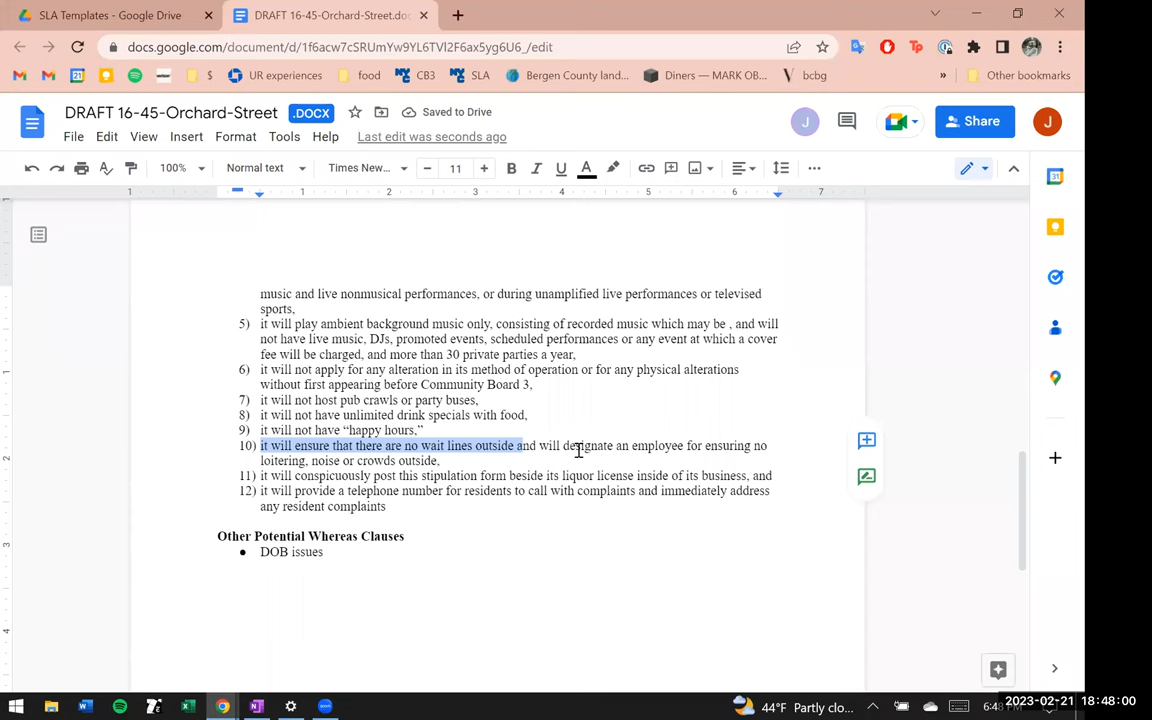 SLA Templates - Google Drive
DRAFT 16-45-Orchard-Street.doc
docs.google.com/document/d/1f6acw7cSRUmYw9YL6TVl2F6ax5yg6U6_/edit
$
UR experiences
food
CB3
SLA
Bergen County land...
Diners — MARK OB...
bcbg
»
Other bookmarks
DRAFT 16-45-Orchard-Street .DOCX
Saved to Drive
J
Share
J
File Edit View Insert Format Tools Help Last edit was seconds ago
100% Normal text Times New... − 11 + B I U A
1 1 2 3 4 5 6 7
music and live nonmusical performances, or during unamplified live performances or televised
sports,
5) it will play ambient background music only, consisting of recorded music which may be , and will
not have live music, DJs, promoted events, scheduled performances or any event at which a cover
fee will be charged, and more than 30 private parties a year,
6) it will not apply for any alteration in its method of operation or for any physical alterations
without first appearing before Community Board 3,
7) it will not host pub crawls or party buses,
8) it will not have unlimited drink specials with food,
9) it will not have “happy hours,”
10) it will ensure that there are no wait lines outside and will designate an employee for ensuring no
loitering, noise or crowds outside,
11) it will conspicuously post this stipulation form beside its liquor license inside of its business, and
12) it will provide a telephone number for residents to call with complaints and immediately address
any resident complaints
Other Potential Whereas Clauses
● DOB issues
44°F Partly clo...
6:48
2023-02-21 18:48:00